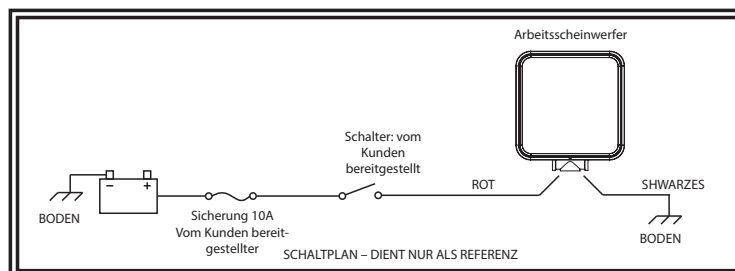 Arbeitsscheinwerfer
Schalter: vom
Kunden
bereitgestellt
– +
ROT
SHWARZES
BODEN
Sicherung 10A
Vom Kunden bereit-
gestellter
BODEN
SCHALTPLAN – DIENT NUR ALS REFERENZ